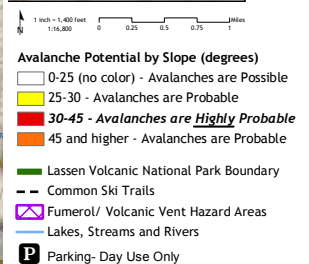 1 inch = 1,400 feet
1:16,800
Miles
0 0.25 0.5 0.75 1
N
Avalanche Potential by Slope (degrees)
0-25 (no color) - Avalanches are Possible
25-30 - Avalanches are Probable
30-45 - Avalanches are Highly Probable
45 and higher - Avalanches are Probable
Lassen Volcanic National Park Boundary
Common Ski Trails
Fumerol/ Volcanic Vent Hazard Areas
Lakes, Streams and Rivers
P Parking- Day Use Only